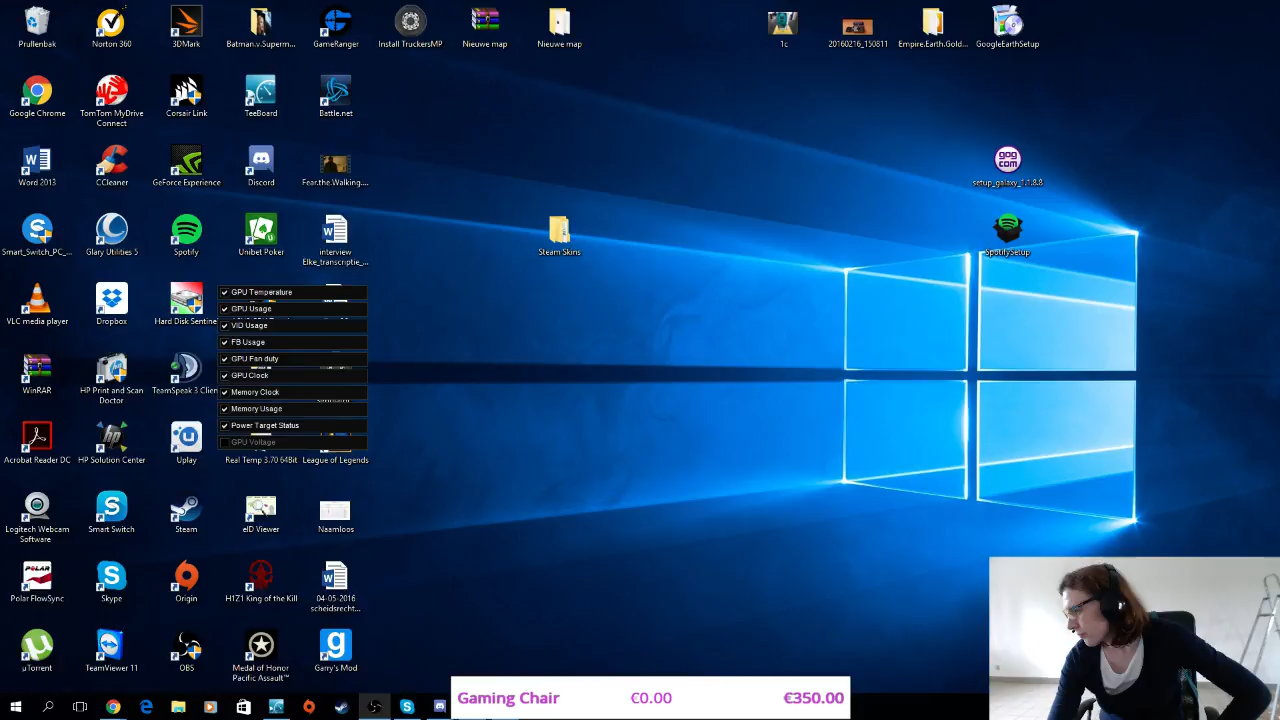 Prullenbak
Norton 360
3DMark
Batman.v.Superm...
GameRanger
Install TruckersMP
Nieuwe map
Nieuwe map
1c
20160216_150811
Empire.Earth.Gold...
GoogleEarthSetup
Google Chrome
TomTom MyDrive
Connect
Corsair Link
TeeBoard
Battle.net
Word 2013
CCleaner
GeForce Experience
Discord
Fear.the.Walking....
gog
com
setup_galaxy_1.1.8.8
Smart_Switch_PC_...
Glary Utilities 5
Spotify
Unibet Poker
interview
Elke_transcriptie_...
Steam Skins
SpotifySetup
VLC media player
Dropbox
Hard Disk Sentinel
GPU Temperature
GPU Usage
VID Usage
FB Usage
GPU Fan duty
GPU Clock
Memory Clock
Memory Usage
Power Target Status
GPU Voltage
WinRAR
HP Print and Scan
Doctor
TeamSpeak 3 Client
Acrobat Reader DC
HP Solution Center
Uplay
Real Temp 3.70 64Bit
League of Legends
Logitech Webcam
Software
Smart Switch
Steam
eID Viewer
Naamloos
POLAR
Polar FlowSync
Skype
Origin
H1Z1 King of the Kill
04-05-2016
scheidsrecht...
uTorrent
TeamViewer 11
OBS
Medal of Honor
Pacific Assault™
Garry's Mod
Gaming Chair €0.00 €350.00